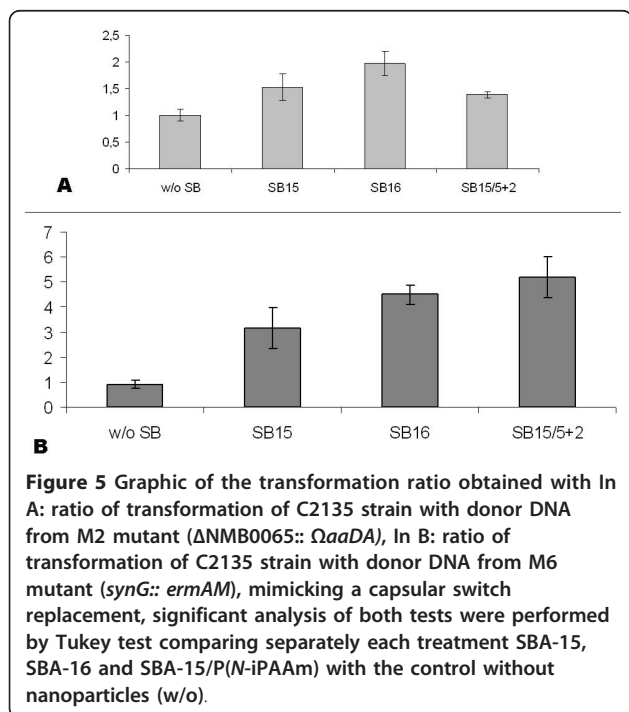 2,5
2
1,5
1
0,5
0
A
w/o SB
SB15
SB16
SB15/5+2
7
6
5
4
3
2
1
0
w/o SB
SB15
SB16
SB15/5+2
B
Figure 5 Graphic of the transformation ratio obtained with In
A: ratio of transformation of C2135 strain with donor DNA
from M2 mutant (ΔNMB0065:: ΩaaDA), In B: ratio of
transformation of C2135 strain with donor DNA from M6
mutant (synG:: ermAM), mimicking a capsular switch
replacement, significant analysis of both tests were performed
by Tukey test comparing separately each treatment SBA-15,
SBA-16 and SBA-15/P(N-iPAAm) with the control without
nanoparticles (w/o).